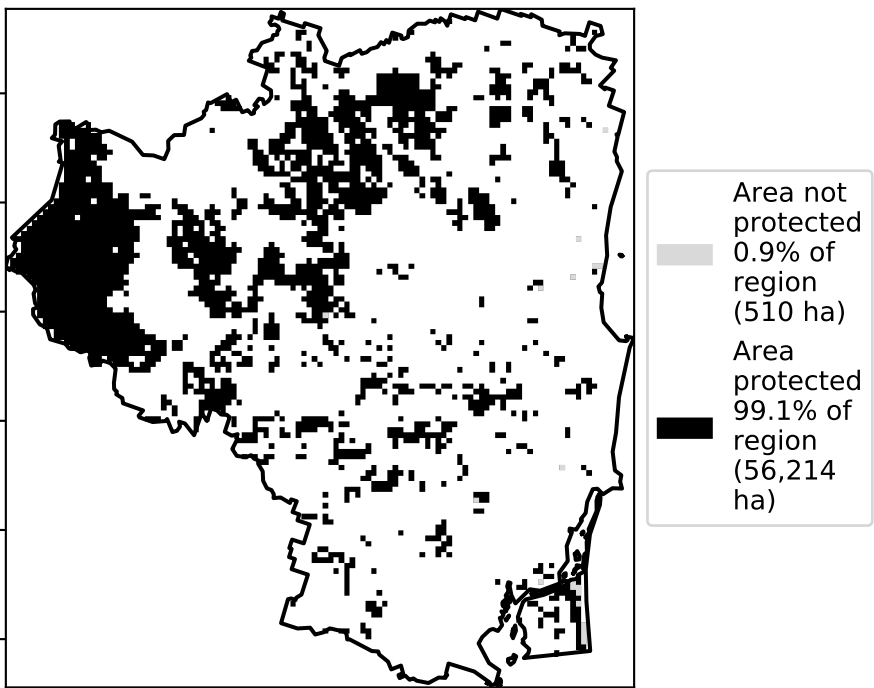 Area not
protected
0.9% of
region
(510 ha)
Area
protected
99.1% of
region
(56,214
ha)